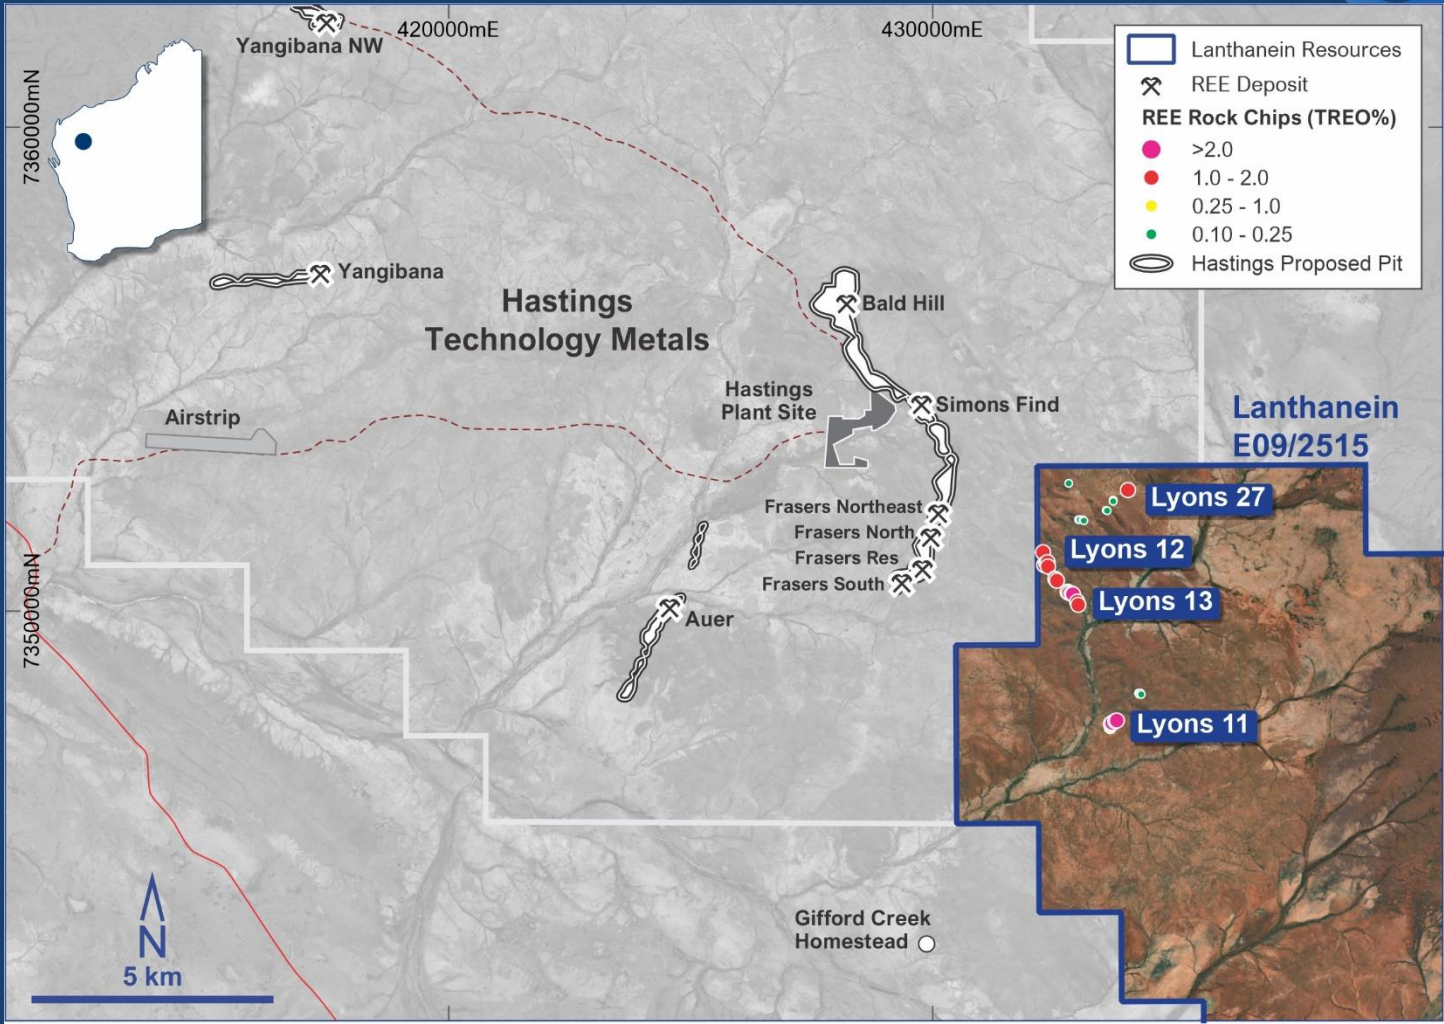 420000mE
430000mE
Yangibana NW
7360000mN
Lanthanein Resources
REE Deposit
REE Rock Chips (TREO%)
>2.0
1.0 - 2.0
0.25 - 1.0
0.10 - 0.25
Hastings Proposed Pit
Yangibana
Hastings
Technology Metals
Bald Hill
Hastings
Plant Site
Simons Find
Airstrip
Lanthanein
E09/2515
Lyons 27
Frasers Northeast
Frasers North
Frasers Res
Frasers South
Lyons 12
Lyons 13
7350000mN
Auer
Lyons 11
Gifford Creek
Homestead
N
5 km